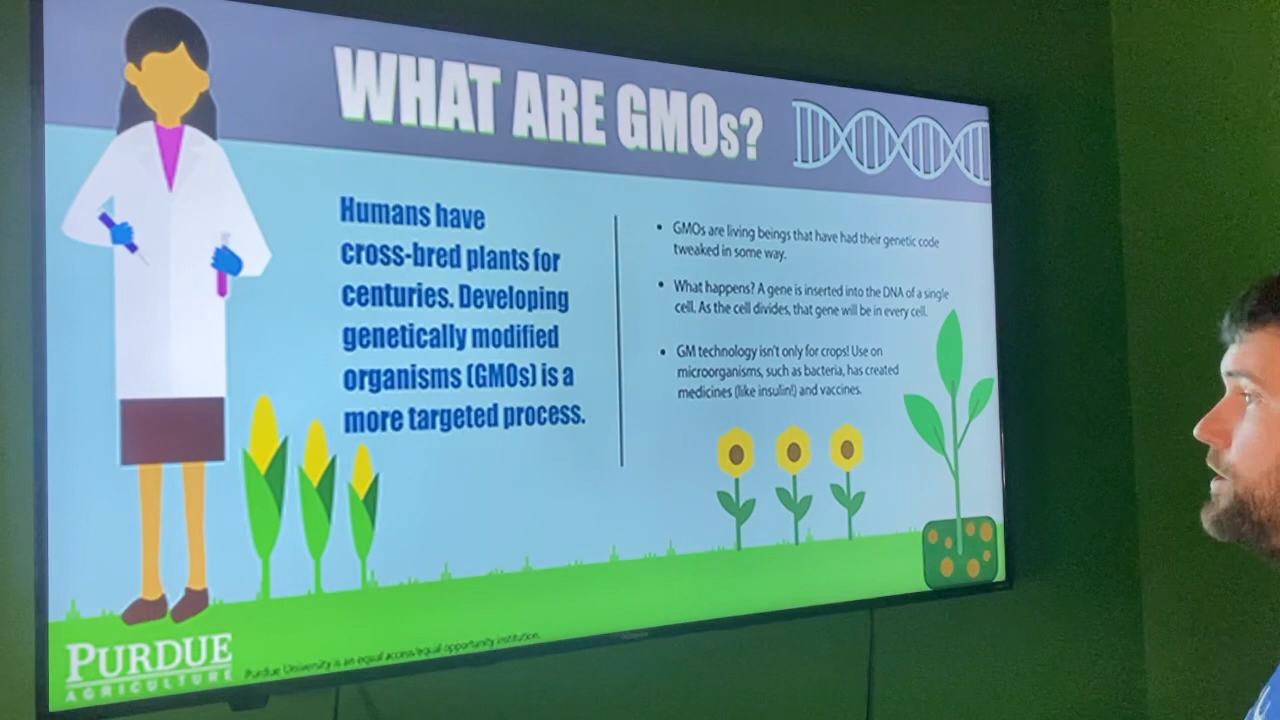 WHAT ARE GMOs?
Humans have
cross-bred plants for
centuries. Developing
genetically modified
organisms (GMOs) is a
more targeted process.
• GMOs are living beings that have had their genetic code
tweaked in some way.
• What happens? A gene is inserted into the DNA of a single
cell. As the cell divides, that gene will be in every cell.
• GM technology isn't only for crops! Use on
microorganisms, such as bacteria, has created
medicines (like insulin!) and vaccines.
PURDUE
AGRICULTURE
Purdue University is an equal access/equal opportunity institution.